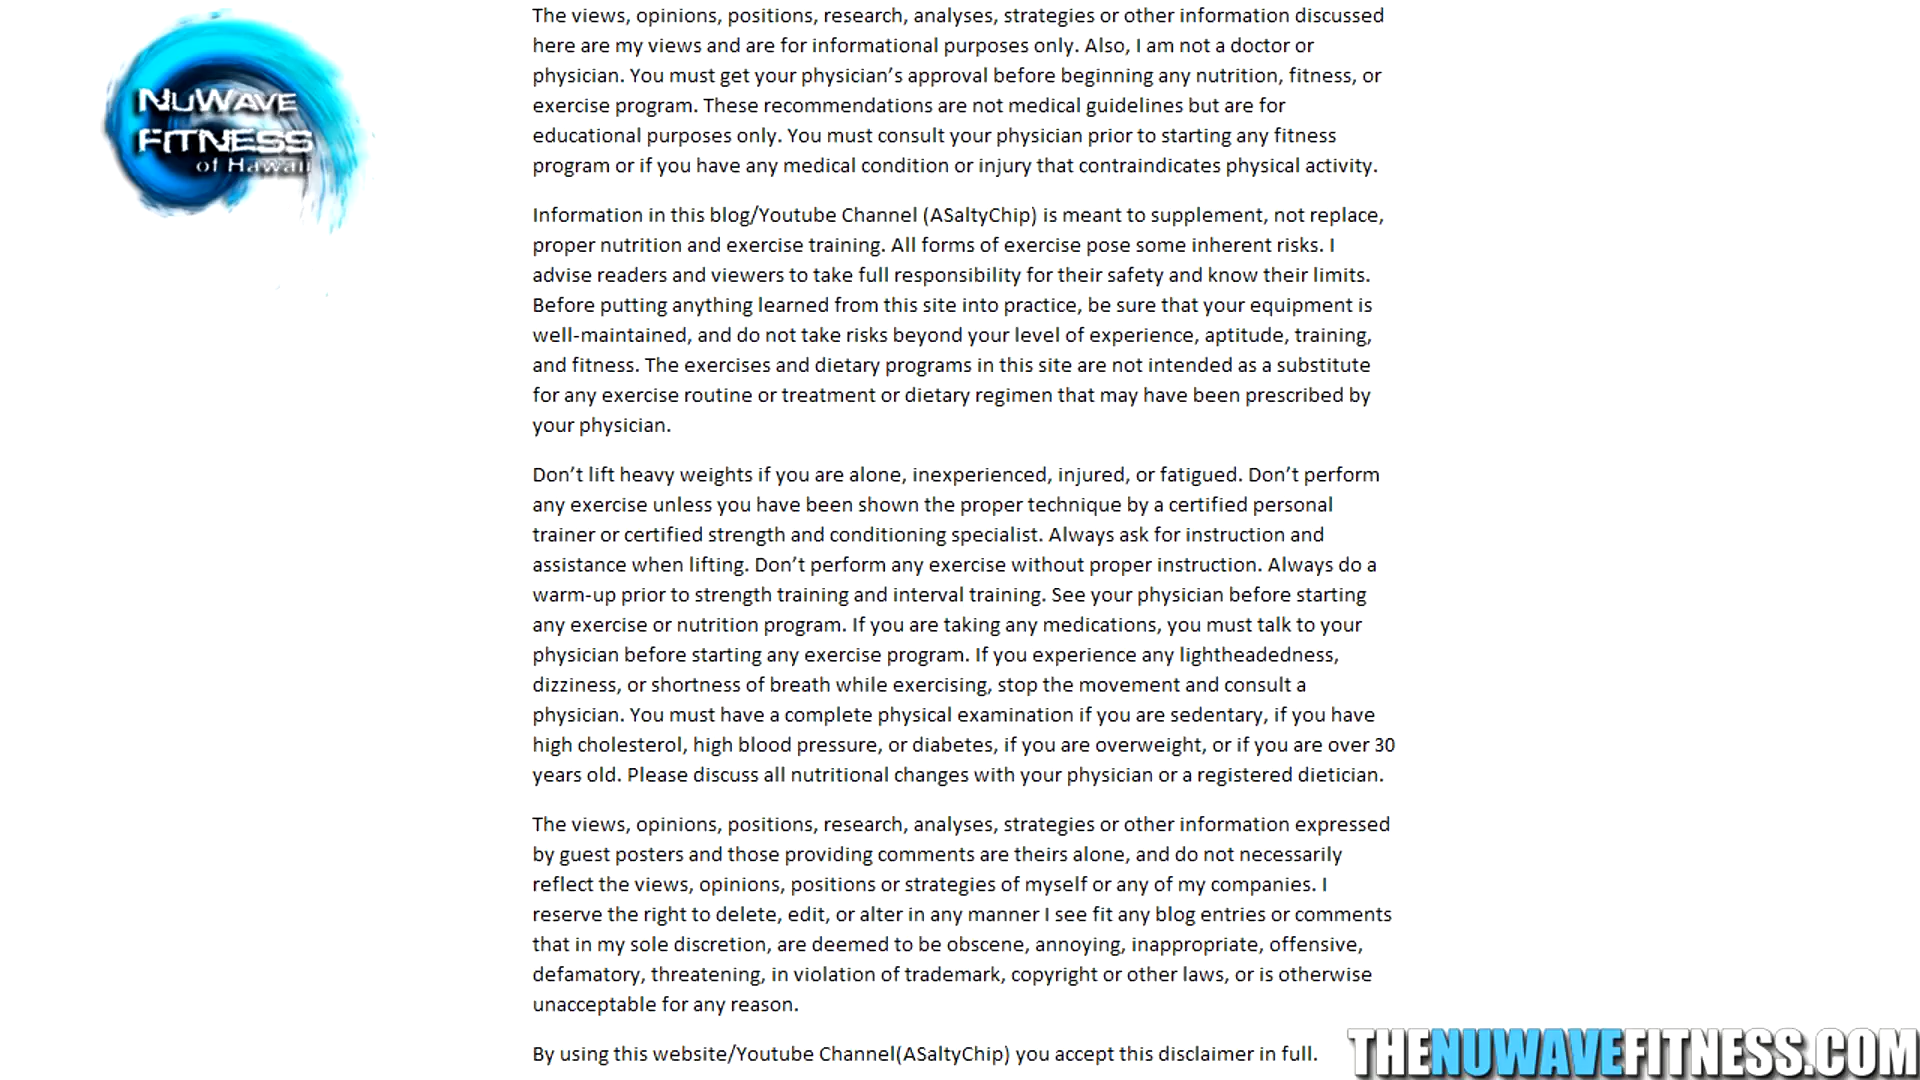 NuWave
Fitness
of Hawaii
The views, opinions, positions, research, analyses, strategies or other information discussed
here are my views and are for informational purposes only. Also, I am not a doctor or
physician. You must get your physician’s approval before beginning any nutrition, fitness, or
exercise program. These recommendations are not medical guidelines but are for
educational purposes only. You must consult your physician prior to starting any fitness
program or if you have any medical condition or injury that contraindicates physical activity.
Information in this blog/Youtube Channel (ASaltyChip) is meant to supplement, not replace,
proper nutrition and exercise training. All forms of exercise pose some inherent risks. I
advise readers and viewers to take full responsibility for their safety and know their limits.
Before putting anything learned from this site into practice, be sure that your equipment is
well-maintained, and do not take risks beyond your level of experience, aptitude, training,
and fitness. The exercises and dietary programs in this site are not intended as a substitute
for any exercise routine or treatment or dietary regimen that may have been prescribed by
your physician.
Don’t lift heavy weights if you are alone, inexperienced, injured, or fatigued. Don’t perform
any exercise unless you have been shown the proper technique by a certified personal
trainer or certified strength and conditioning specialist. Always ask for instruction and
assistance when lifting. Don’t perform any exercise without proper instruction. Always do a
warm-up prior to strength training and interval training. See your physician before starting
any exercise or nutrition program. If you are taking any medications, you must talk to your
physician before starting any exercise program. If you experience any lightheadedness,
dizziness, or shortness of breath while exercising, stop the movement and consult a
physician. You must have a complete physical examination if you are sedentary, if you have
high cholesterol, high blood pressure, or diabetes, if you are overweight, or if you are over 30
years old. Please discuss all nutritional changes with your physician or a registered dietician.
The views, opinions, positions, research, analyses, strategies or other information expressed
by guest posters and those providing comments are theirs alone, and do not necessarily
reflect the views, opinions, positions or strategies of myself or any of my companies. I
reserve the right to delete, edit, or alter in any manner I see fit any blog entries or comments
that in my sole discretion, are deemed to be obscene, annoying, inappropriate, offensive,
defamatory, threatening, in violation of trademark, copyright or other laws, or is otherwise
unacceptable for any reason.
By using this website/Youtube Channel(ASaltyChip) you accept this disclaimer in full.
THENUWAVEFITNESS.COM